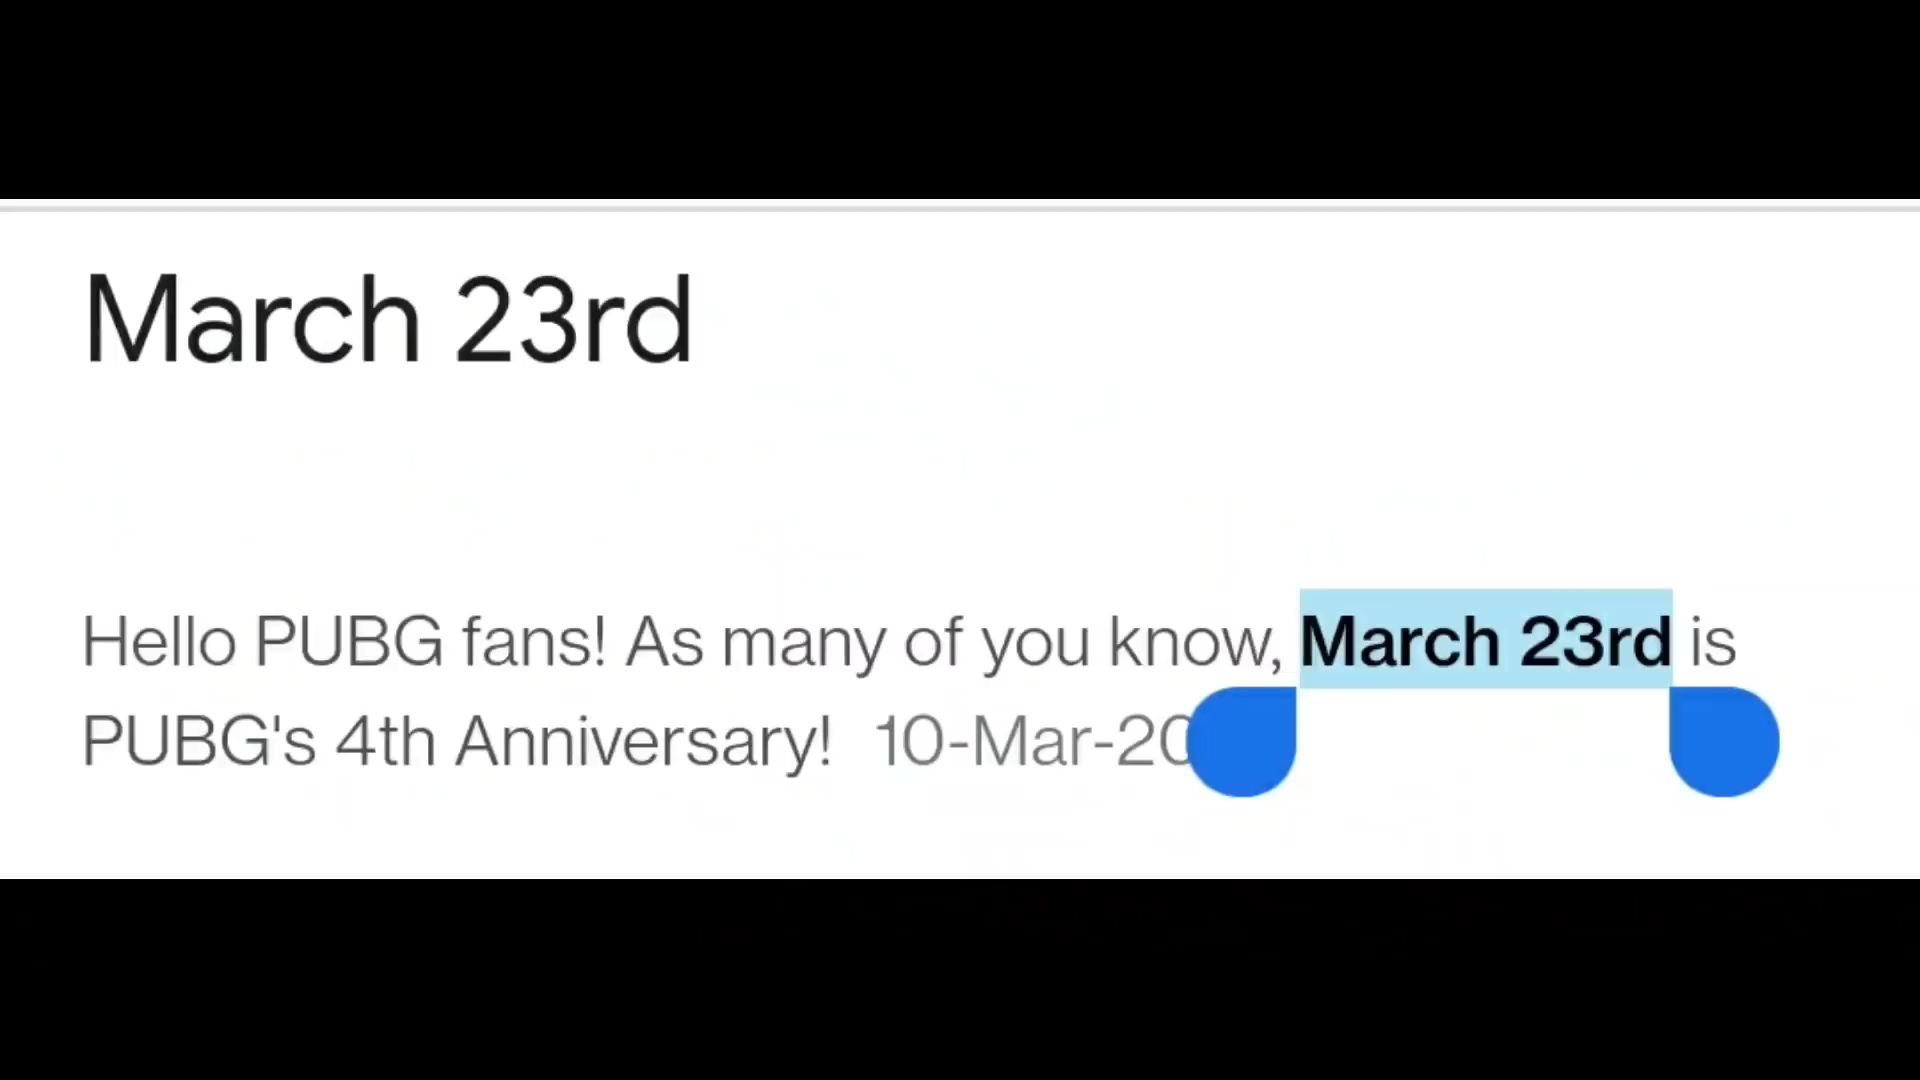 March 23rd
Hello PUBG fans! As many of you know, March 23rd is
PUBG's 4th Anniversary! 10-Mar-20